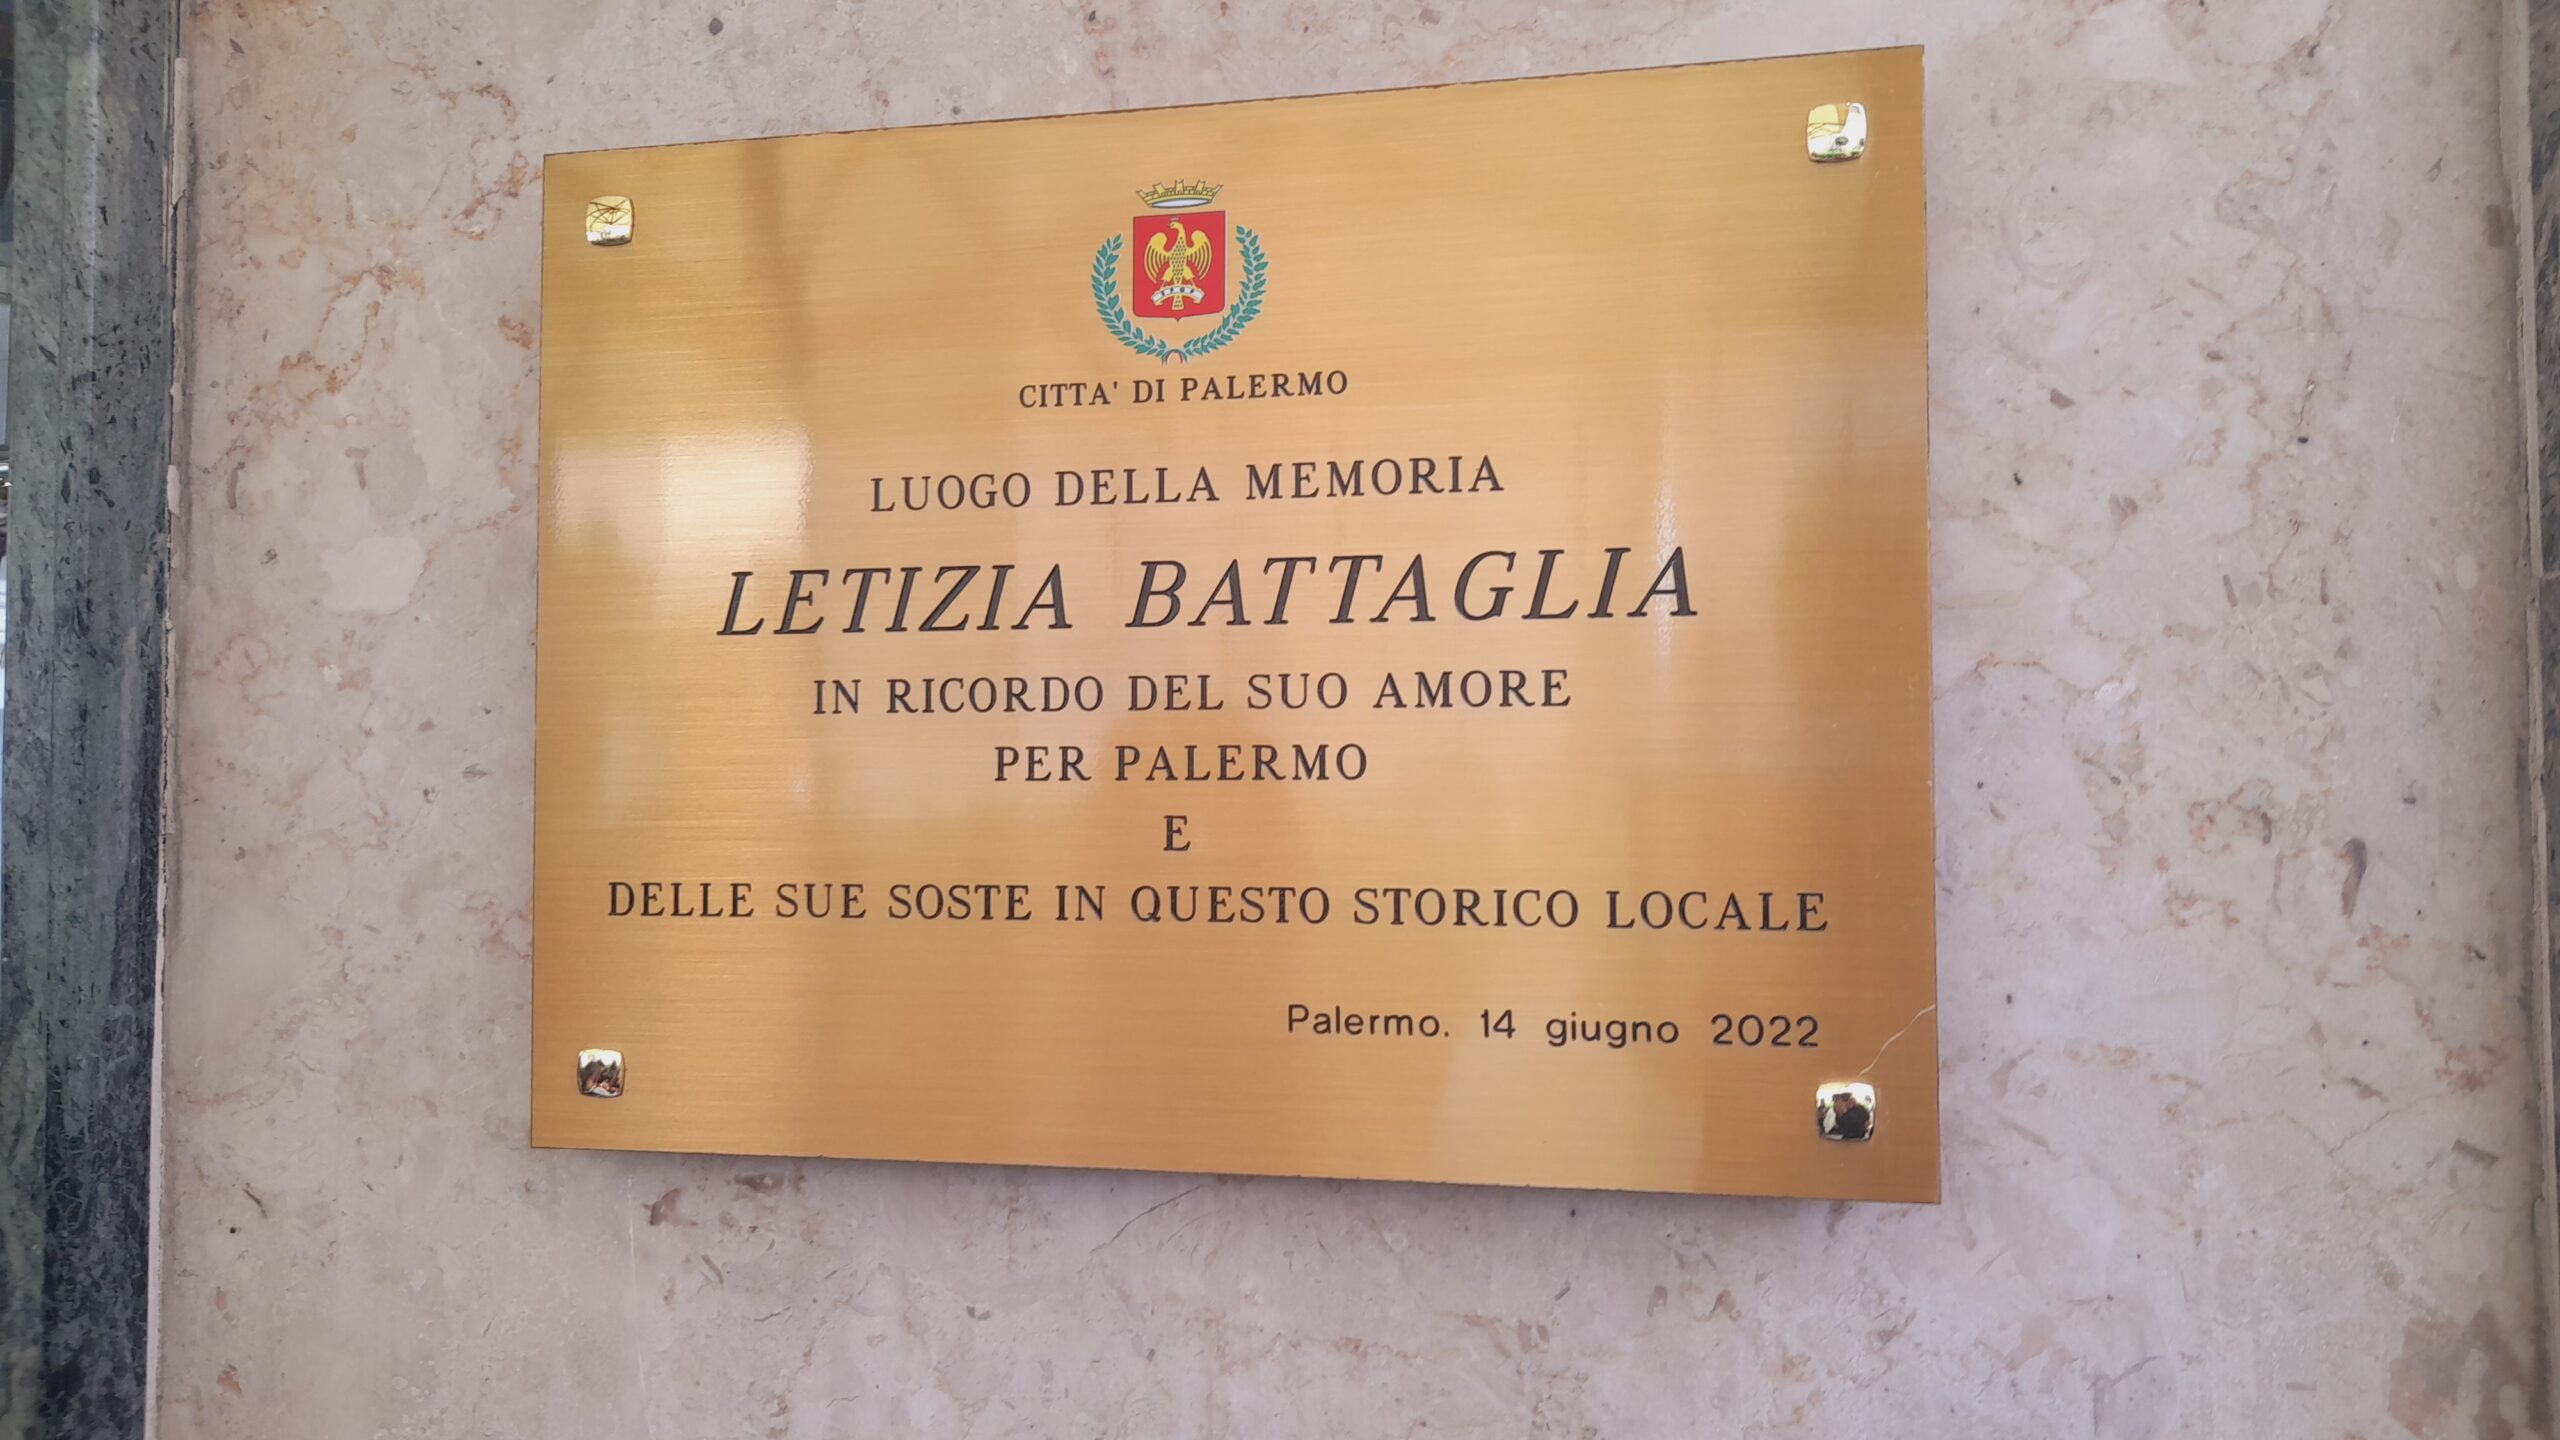 S.P.Q.P.
CITTA' DI PALERMO
LUOGO DELLA MEMORIA
LETIZIA BATTAGLIA
IN RICORDO DEL SUO AMORE
PER PALERMO
E
DELLE SUE SOSTE IN QUESTO STORICO LOCALE
Palermo. 14 giugno 2022